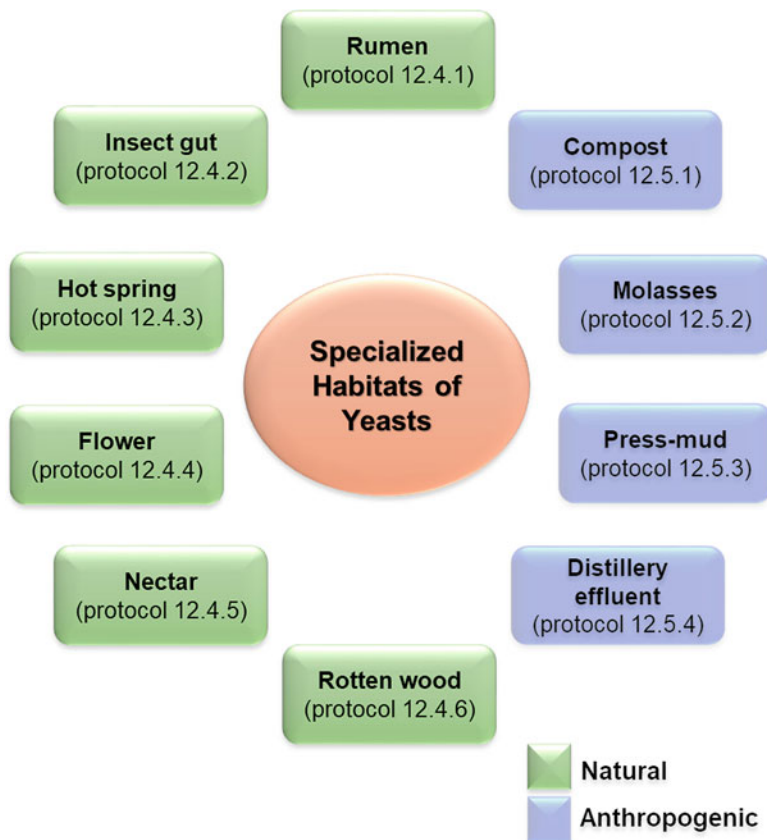 Rumen
(protocol 12.4.1)
Insect gut
(protocol 12.4.2)
Compost
(protocol 12.5.1)
Hot spring
(protocol 12.4.3)
Molasses
(protocol 12.5.2)
Specialized
Habitats of
Yeasts
Flower
(protocol 12.4.4)
Press-mud
(protocol 12.5.3)
Nectar
(protocol 12.4.5)
Distillery
effluent
(protocol 12.5.4)
Rotten wood
(protocol 12.4.6)
Natural
Anthropogenic